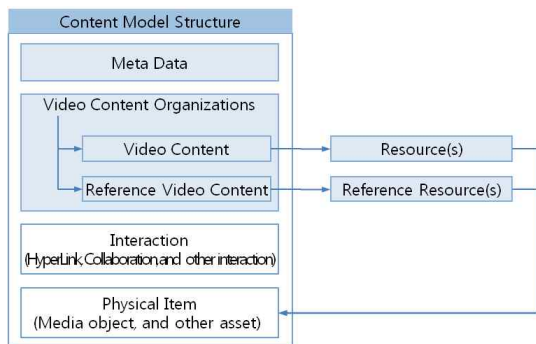 Content Model Structure
Meta Data
Video Content Organizations
Video Content
Resource(s)
Reference Video Content
Reference Resource(s)
Interaction
(HyperLink, Collaboration, and other interaction)
Physical Item
(Media object, and other asset)